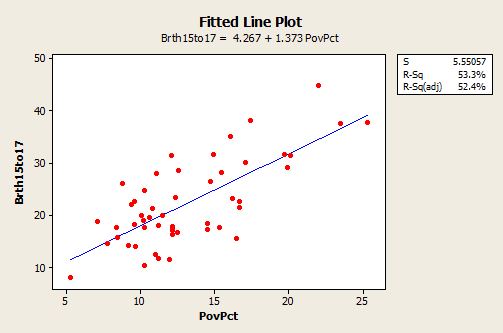 Fitted Line Plot
Brth15to17 = 4.267 + 1.373 PovPct
S 5.55057
R-Sq 53.3%
R-Sq(adj) 52.4%
50
40
30
20
10
Brth15to17
5 10 15 20 25
PovPct